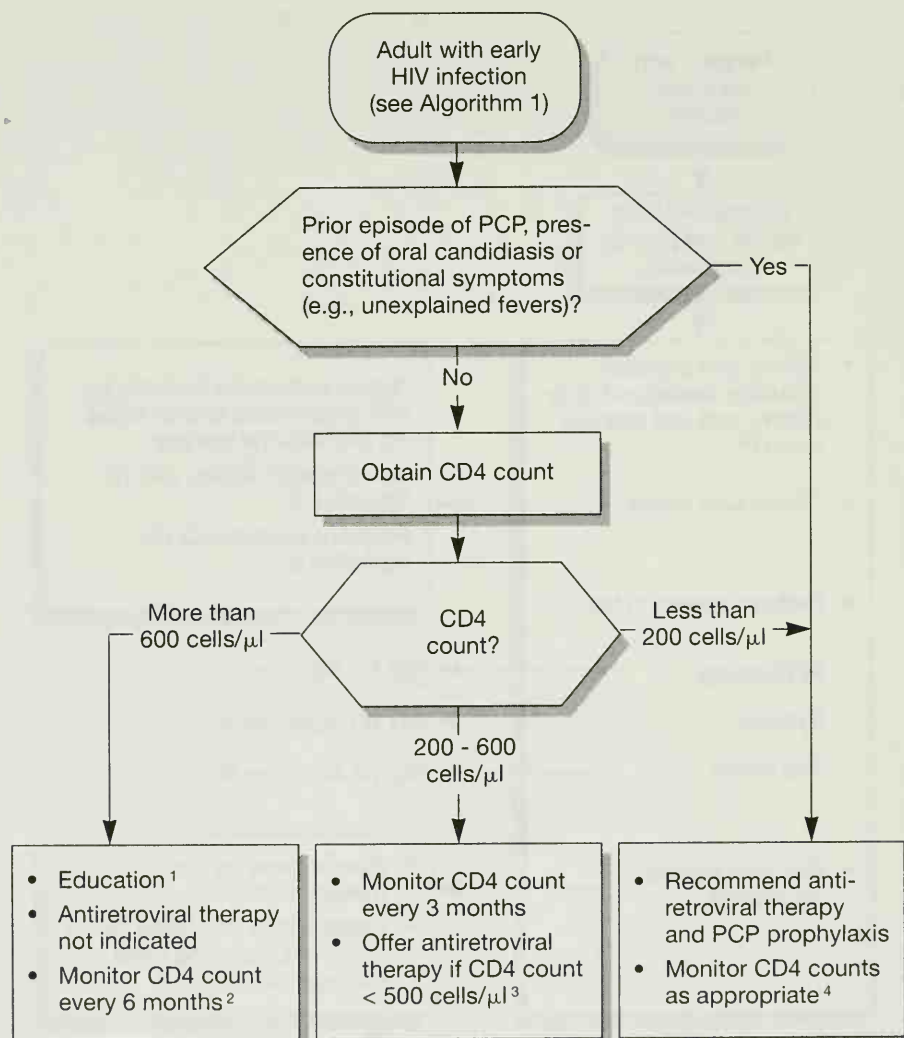 Adult with early
HIV infection
(see Algorithm 1)
Prior episode of PCP, pres-
ence of oral candidiasis or
constitutional symptoms
(e.g., unexplained fevers)?
Yes
No
Obtain CD4 count
CD4
count?
More than
600 cells/µl
Less than
200 cells/µl
200 - 600
cells/µl
• Education 1
• Antiretroviral therapy
not indicated
• Monitor CD4 count
every 6 months 2
• Monitor CD4 count
every 3 months
• Offer antiretroviral
therapy if CD4 count
< 500 cells/µl 3
• Recommend anti-
retroviral therapy
and PCP prophylaxis
• Monitor CD4 counts
as appropriate 4